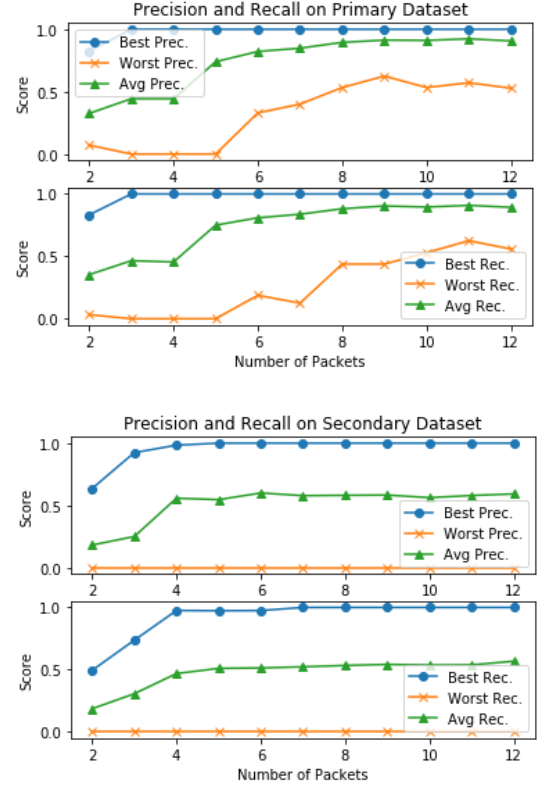 Precision and Recall on Primary Dataset
1.0
0.5
0.0
Score
Best Prec.
Worst Prec.
Avg Prec.
2 4 6 8 10 12
1.0
0.5
0.0
Score
Best Rec.
Worst Rec.
Avg Rec.
2 4 6 8 10 12
Number of Packets
Precision and Recall on Secondary Dataset
1.0
0.5
0.0
Score
Best Prec.
Worst Prec.
Avg Prec.
2 4 6 8 10 12
1.0
0.5
0.0
Score
Best Rec.
Worst Rec.
Avg Rec.
2 4 6 8 10 12
Number of Packets